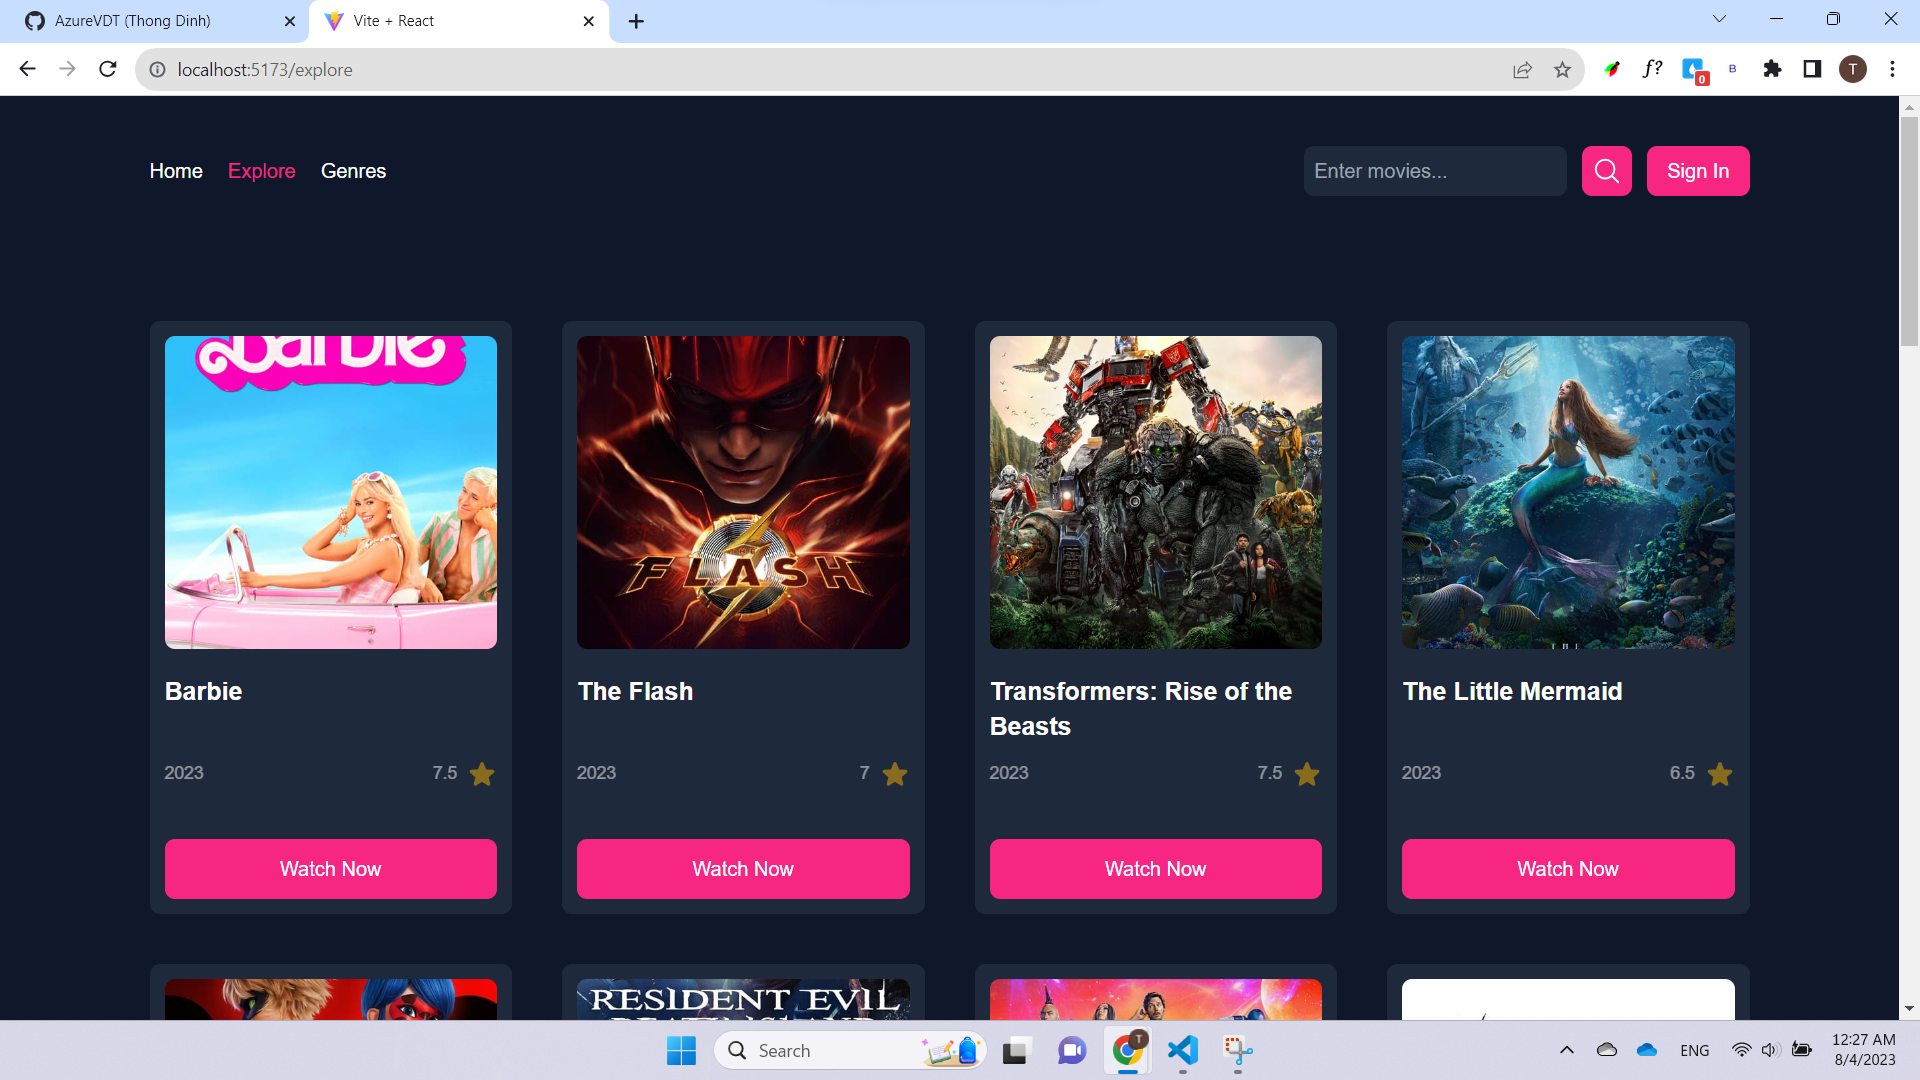 AzureVDT (Thong Dinh)
Vite + React
localhost:5173/explore
f?
0
B
T
Home
Explore
Genres
Enter movies...
Sign In
Barbie
FLASH
Barbie
The Flash
Transformers: Rise of the
Beasts
The Little Mermaid
2023
7.5
2023
7
2023
7.5
2023
6.5
Watch Now
Watch Now
Watch Now
Watch Now
RESIDENT EVIL
Search
T
ENG
12:27 AM
8/4/2023